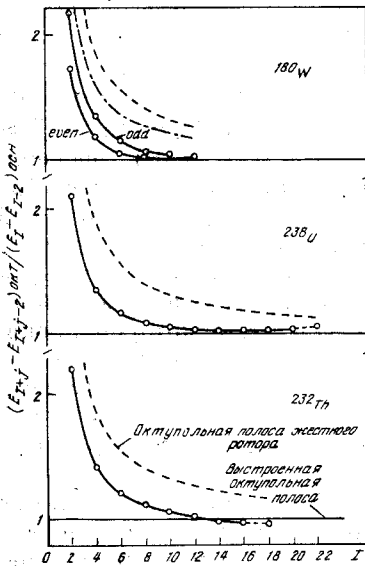 (E_{I+j} − E_{I+j−2})ОКТ/(E_I − E_{I−2})ОСН
2
180W
even
odd
1
2
238U
1
2
232Th
Октупольная полоса жесткого
ротора
Выстроенная
октупольная
полоса
1
0 2 4 6 8 10 12 14 16 18 20 22 I